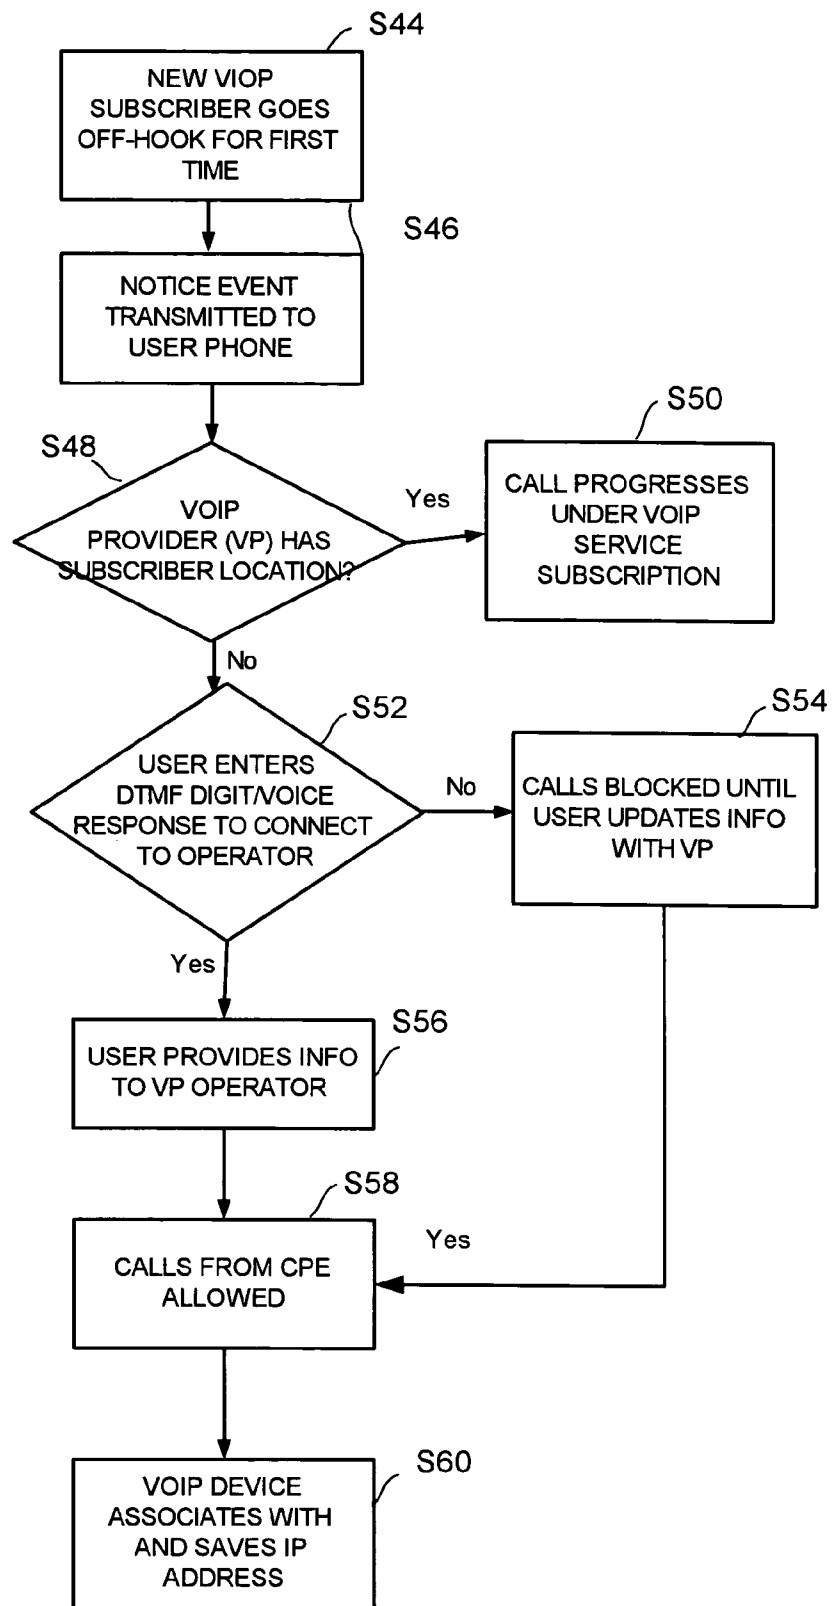 S44
NEW VIOP
SUBSCRIBER GOES
OFF-HOOK FOR FIRST
TIME
S46
NOTICE EVENT
TRANSMITTED TO
USER PHONE
S48
VOIP
PROVIDER (VP) HAS
SUBSCRIBER LOCATION?
Yes
S50
CALL PROGRESSES
UNDER VOIP
SERVICE
SUBSCRIPTION
No
S52
USER ENTERS
DTMF DIGIT/VOICE
RESPONSE TO CONNECT
TO OPERATOR
No
S54
CALLS BLOCKED UNTIL
USER UPDATES INFO
WITH VP
Yes
S56
USER PROVIDES INFO
TO VP OPERATOR
S58
CALLS FROM CPE
ALLOWED
Yes
S60
VOIP DEVICE
ASSOCIATES WITH
AND SAVES IP
ADDRESS